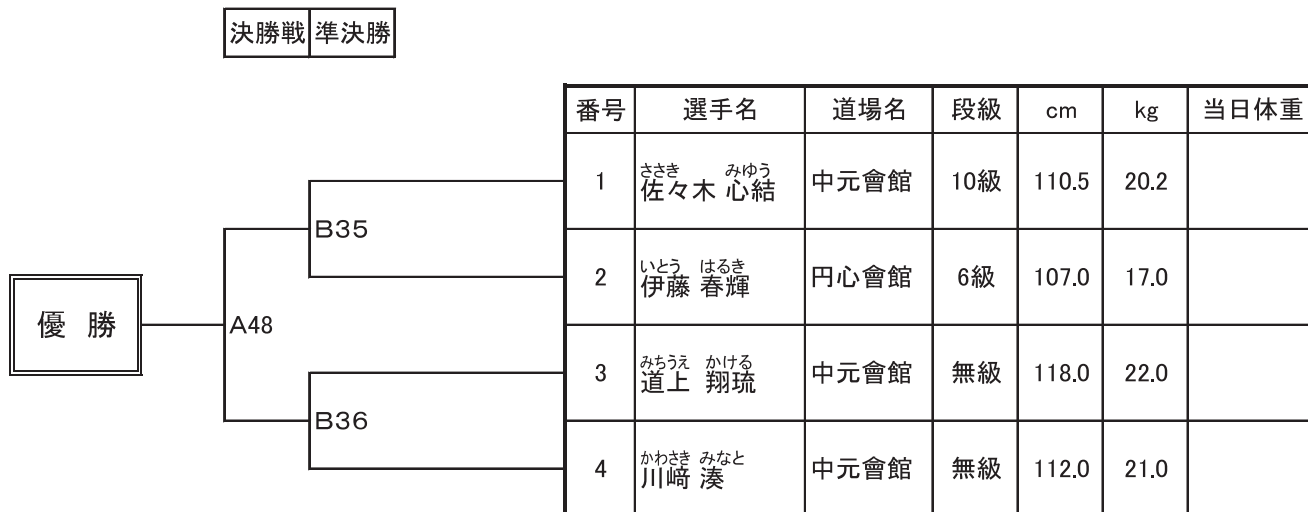 決勝戦 準決勝
番号 選手名 道場名 段級 cm kg 当日体重
ささき みゆう
1 佐々木 心結 中元會館 10級 110.5 20.2
B35
いとう はるき
2 伊藤 春輝 円心會館 6級 107.0 17.0
優 勝
A48
みちうえ かける
3 道上 翔琉 中元會館 無級 118.0 22.0
B36
かわさき みなと
4 川﨑 湊 中元會館 無級 112.0 21.0